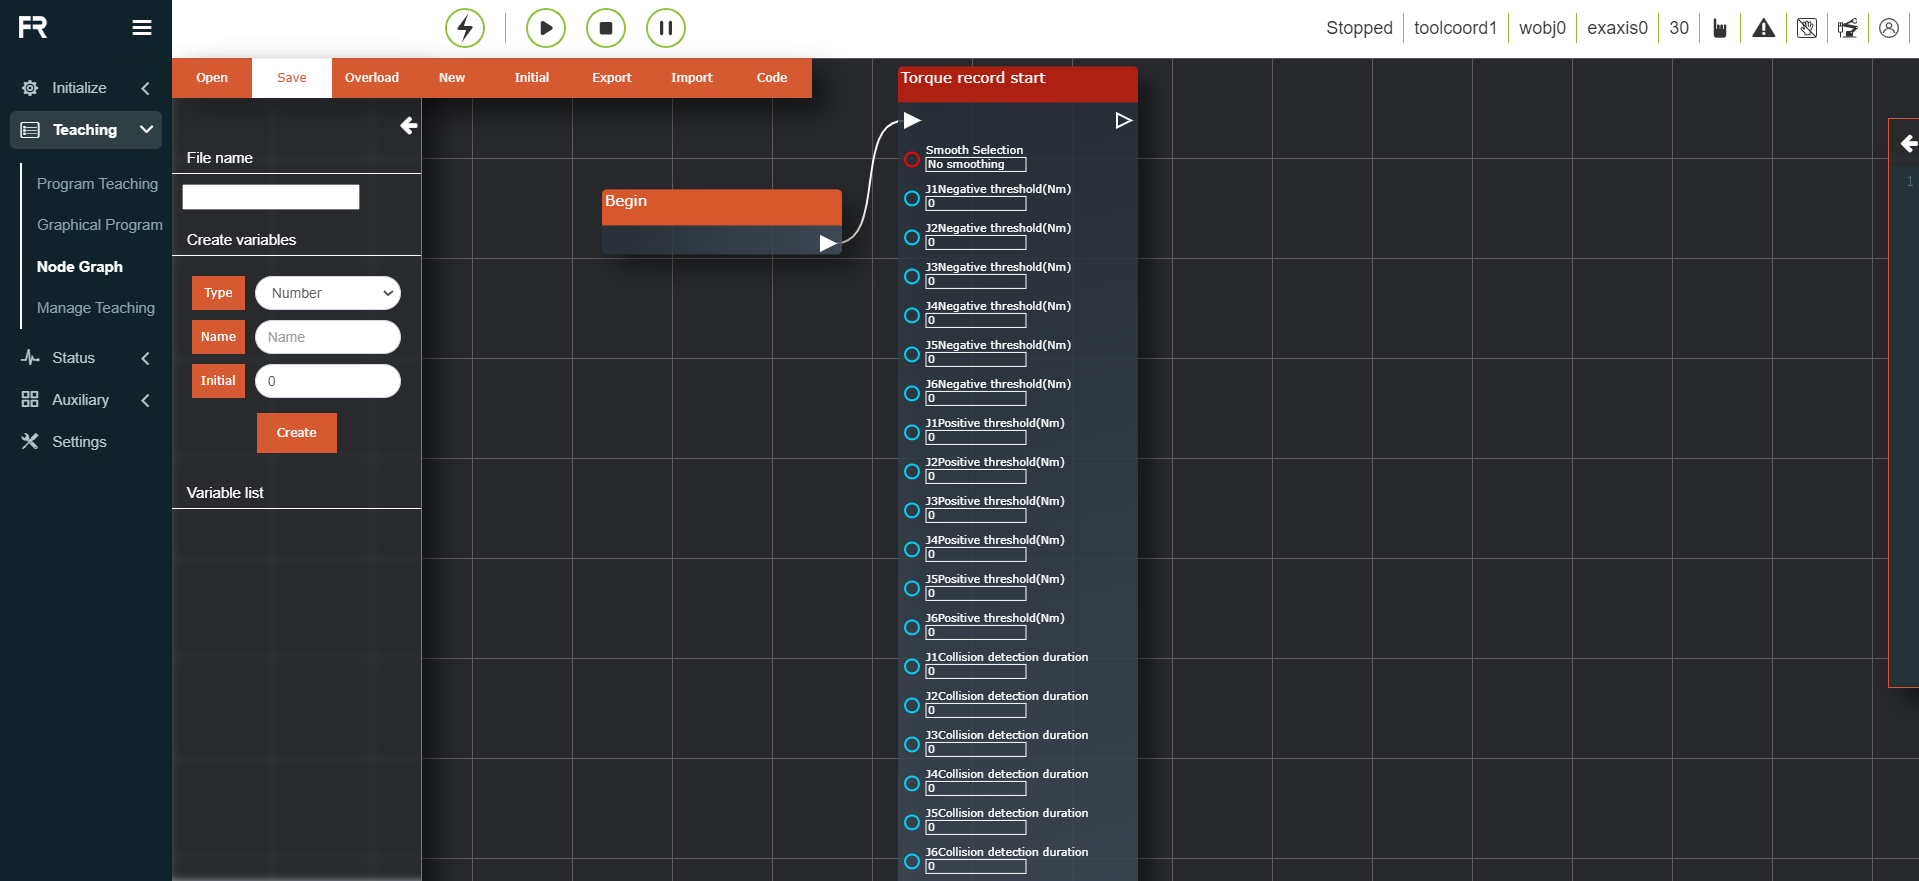 FR
Stopped
toolcoord1
wobj0
exaxis0
30
Initialize
Teaching
Program Teaching
Graphical Program
Node Graph
Manage Teaching
Status
Auxiliary
Settings
Open
Save
Overload
New
Initial
Export
Import
Code
File name
Create variables
Type
Number
Name
Name
Initial
0
Create
Variable list
Begin
Torque record start
Smooth Selection
No smoothing
J1Negative threshold(Nm)
0
J2Negative threshold(Nm)
0
J3Negative threshold(Nm)
0
J4Negative threshold(Nm)
0
J5Negative threshold(Nm)
0
J6Negative threshold(Nm)
0
J1Positive threshold(Nm)
0
J2Positive threshold(Nm)
0
J3Positive threshold(Nm)
0
J4Positive threshold(Nm)
0
J5Positive threshold(Nm)
0
J6Positive threshold(Nm)
0
J1Collision detection duration
0
J2Collision detection duration
0
J3Collision detection duration
0
J4Collision detection duration
0
J5Collision detection duration
0
J6Collision detection duration
0
1